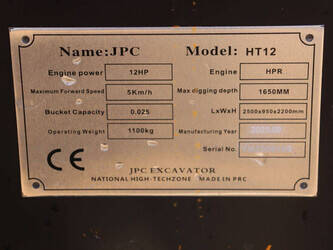 Name:JPC Model: HT12
Engine power 12HP Engine HPR
Maximum Forward Speed 5Km/h Max digging depth 1650MM
Bucket Capacity 0.025 LxWxH 2500x950x2200mm
Operating Weight 1100kg Manufacturing Year
Serial No.
CE
JPC EXCAVATOR
NATIONAL HIGH-TECHZONE MADE IN PRC